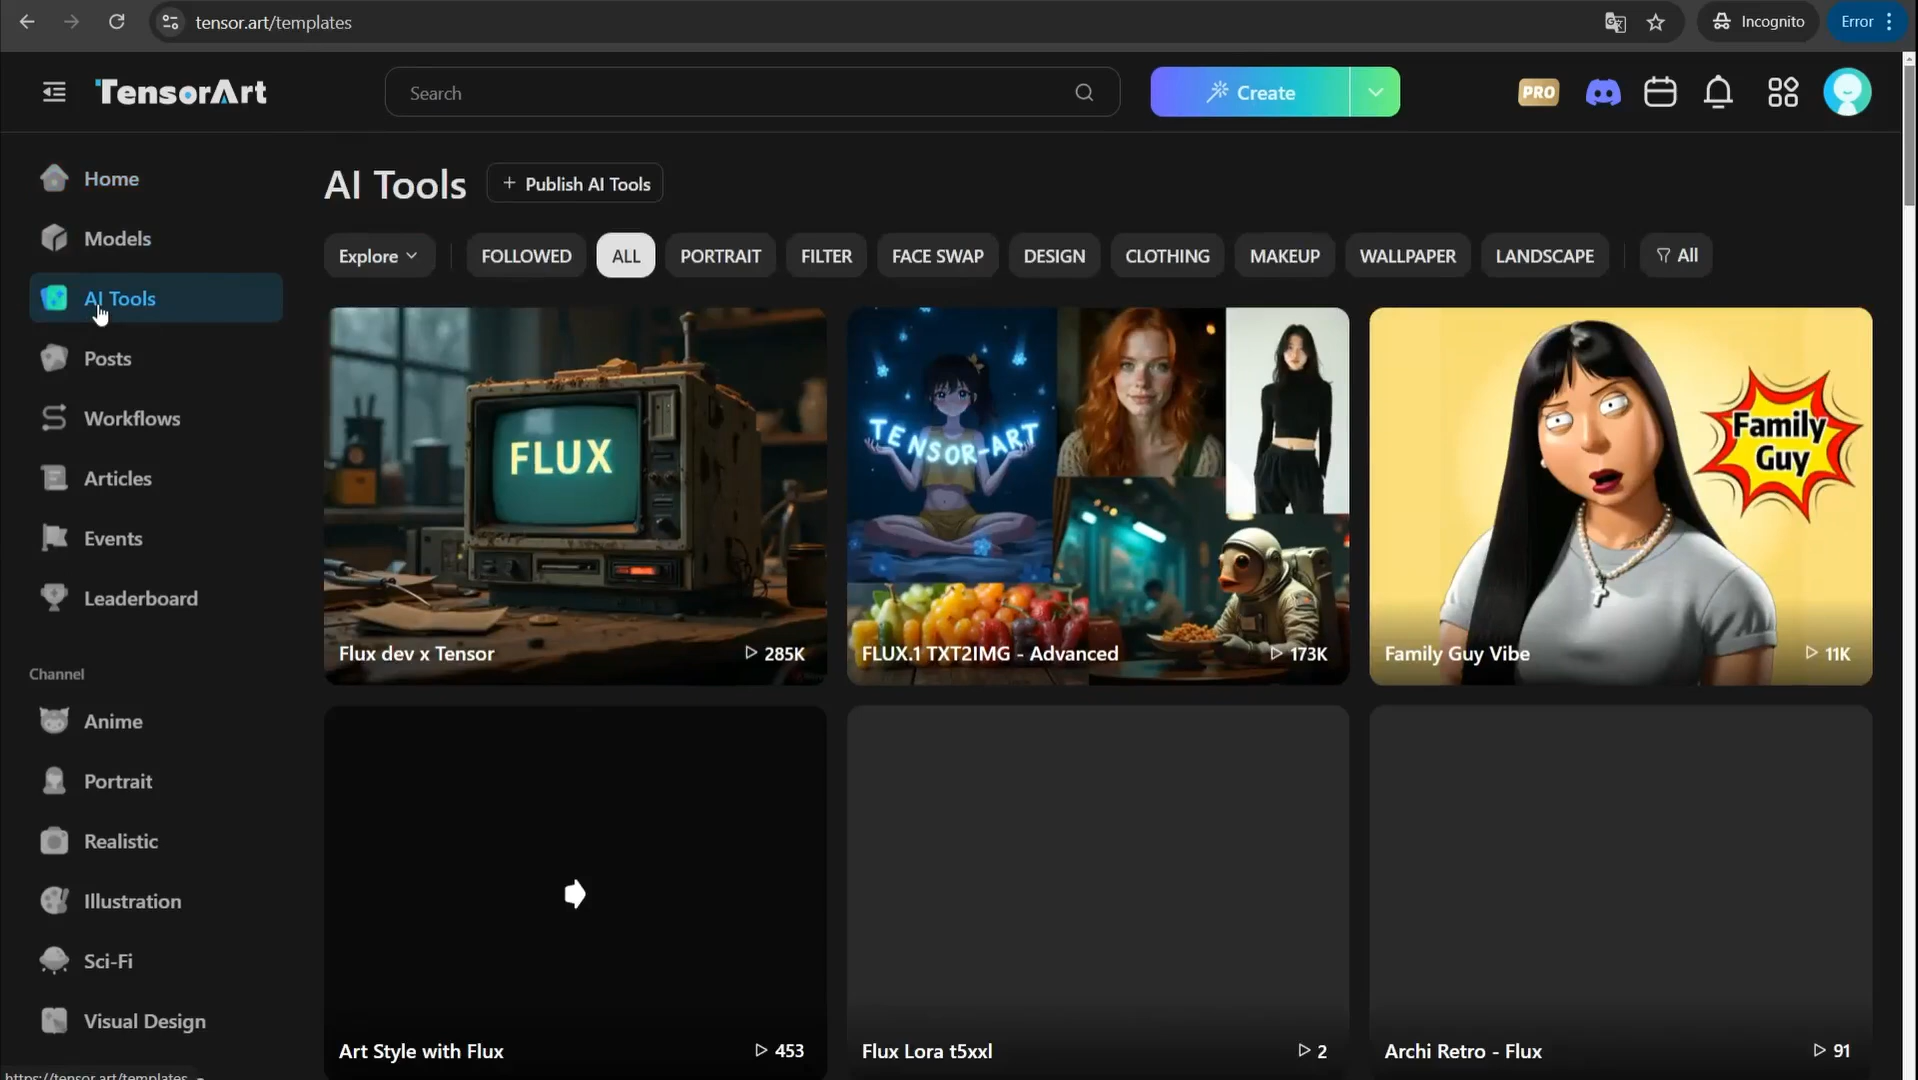 tensor.art/templates
Incognito
Error
TensorArt
Search
Create
PRO
Home
Models
AI Tools
Posts
Workflows
Articles
Events
Leaderboard
Channel
Anime
Portrait
Realistic
Illustration
Sci-Fi
Visual Design
AI Tools
+ Publish AI Tools
Explore
FOLLOWED
ALL
PORTRAIT
FILTER
FACE SWAP
DESIGN
CLOTHING
MAKEUP
WALLPAPER
LANDSCAPE
All
FLUX
Flux dev x Tensor
285K
TENSOR-ART
FLUX.1 TXT2IMG - Advanced
173K
Family
Guy
Family Guy Vibe
11K
Art Style with Flux
453
Flux Lora t5xxl
2
Archi Retro - Flux
91
https://tensor.art/templates